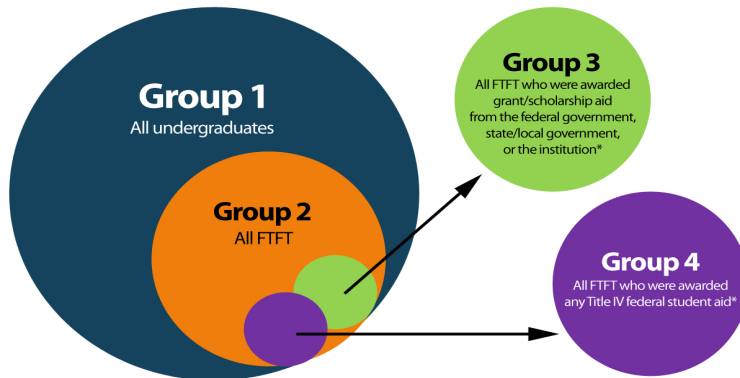 Group 1
All undergraduates
Group 2
All FTFT
Group 3
All FTFT who were awarded
grant/scholarship aid
from the federal government,
state/local government,
or the institution*
Group 4
All FTFT who were awarded
any Title IV federal student aid*